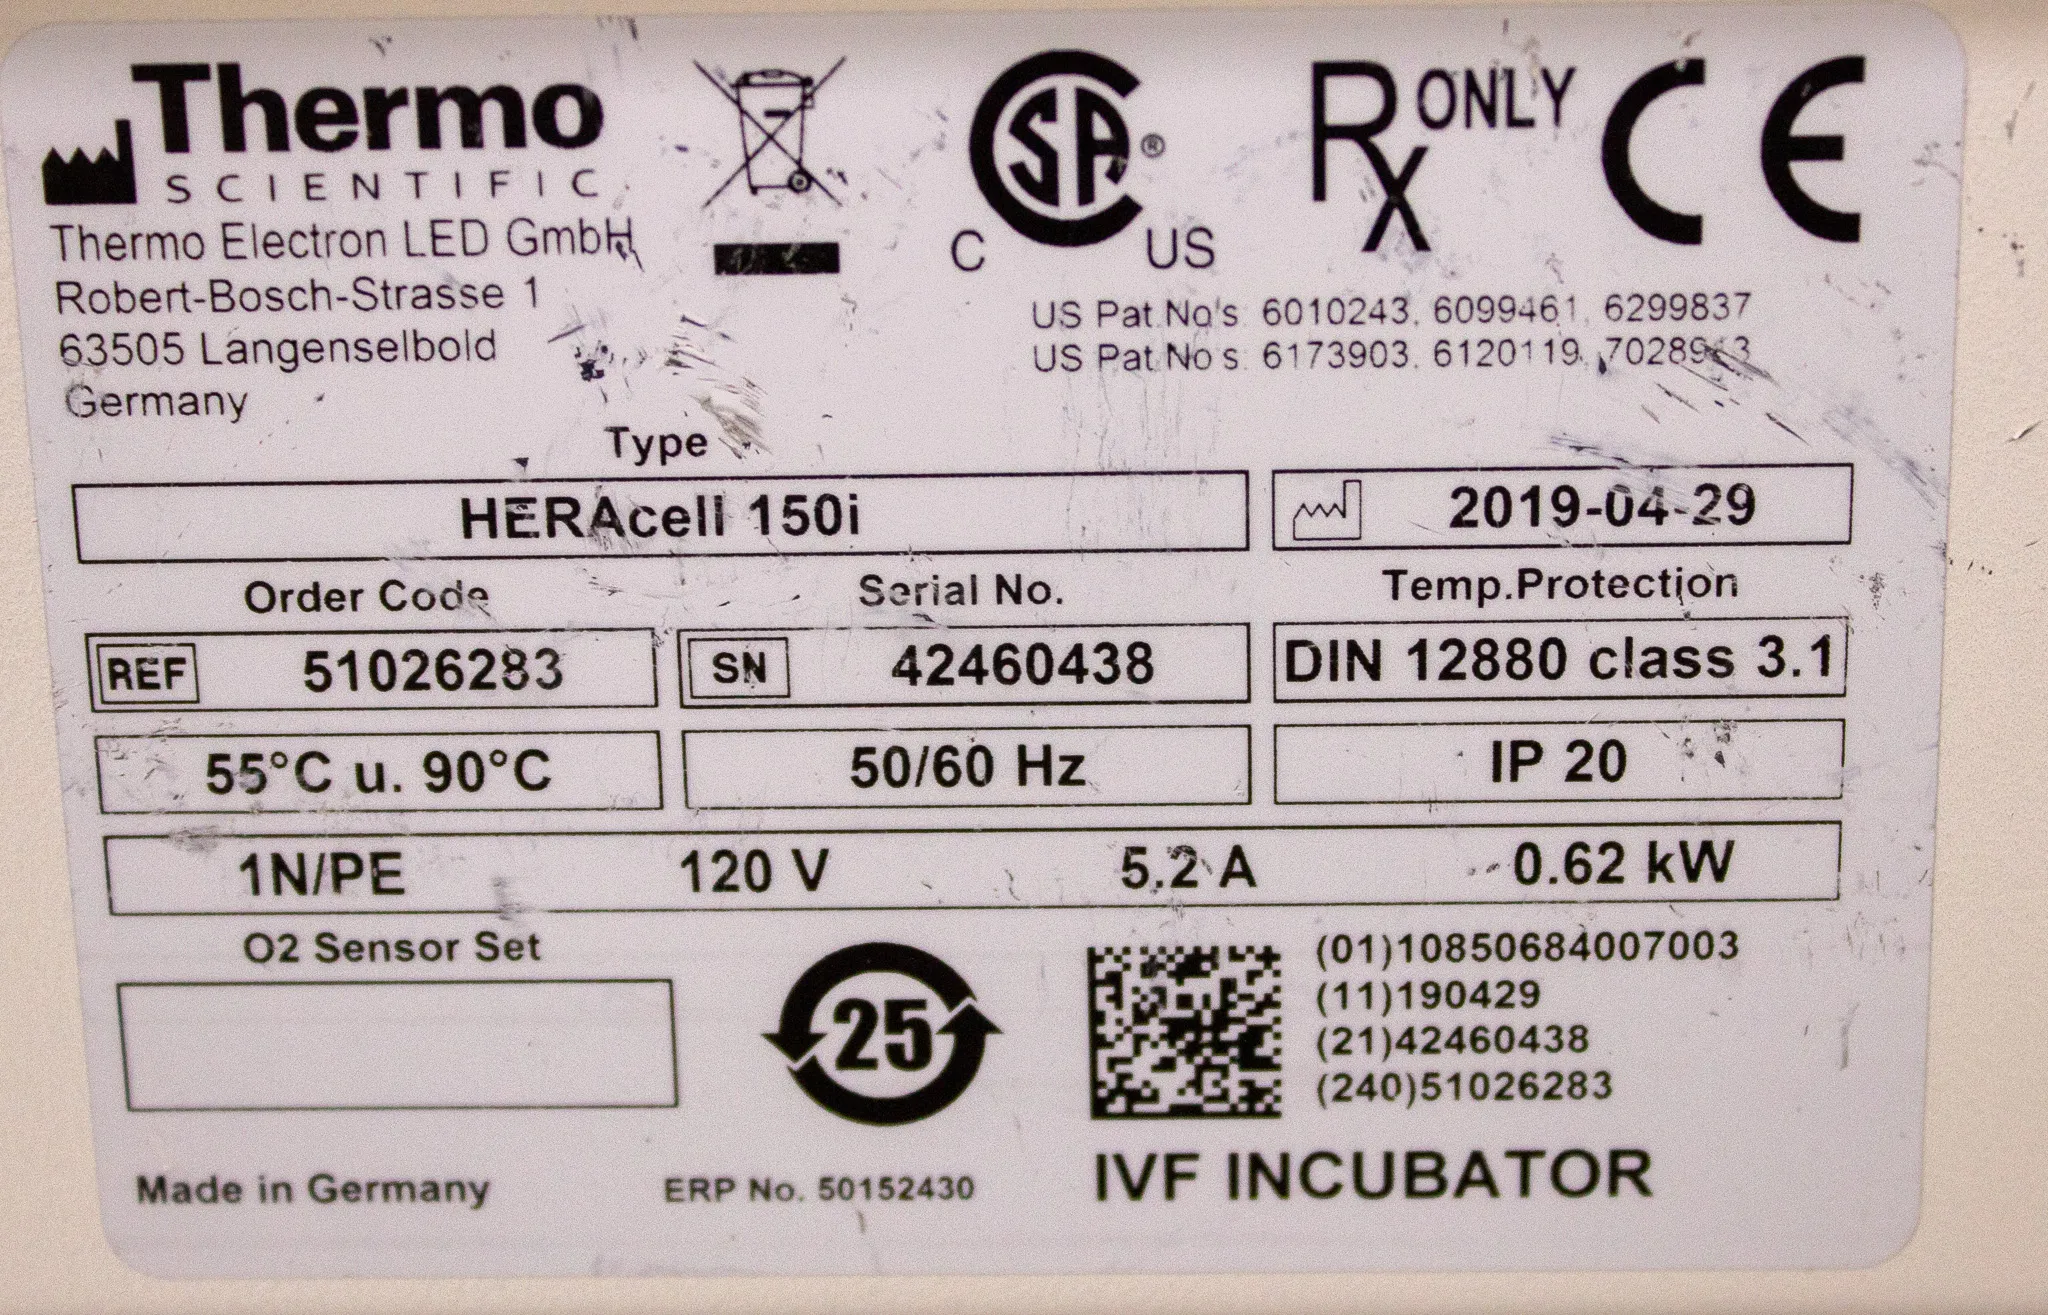 Thermo
SCIENTIFIC
Thermo Electron LED GmbH
Robert-Bosch-Strasse 1
63505 Langenselbold
Germany
CSA®
C US
Rx ONLY
CE
US Pat.No's 6010243, 6099461, 6299837
US Pat.No's 6173903, 6120119,
Type
HERAcell 150i
2019-04-29
Order Code
Serial No.
Temp.Protection
REF 51026283
SN 42460438
DIN 12880 class 3.1
55°C u. 90°C
50/60 Hz
IP 20
1N/PE 120 V 5.2 A 0.62 kW
O2 Sensor Set
25
(01)10850684007003
(11)190429
(21)42460438
(240)51026283
Made in Germany
ERP No. 50152430
IVF INCUBATOR